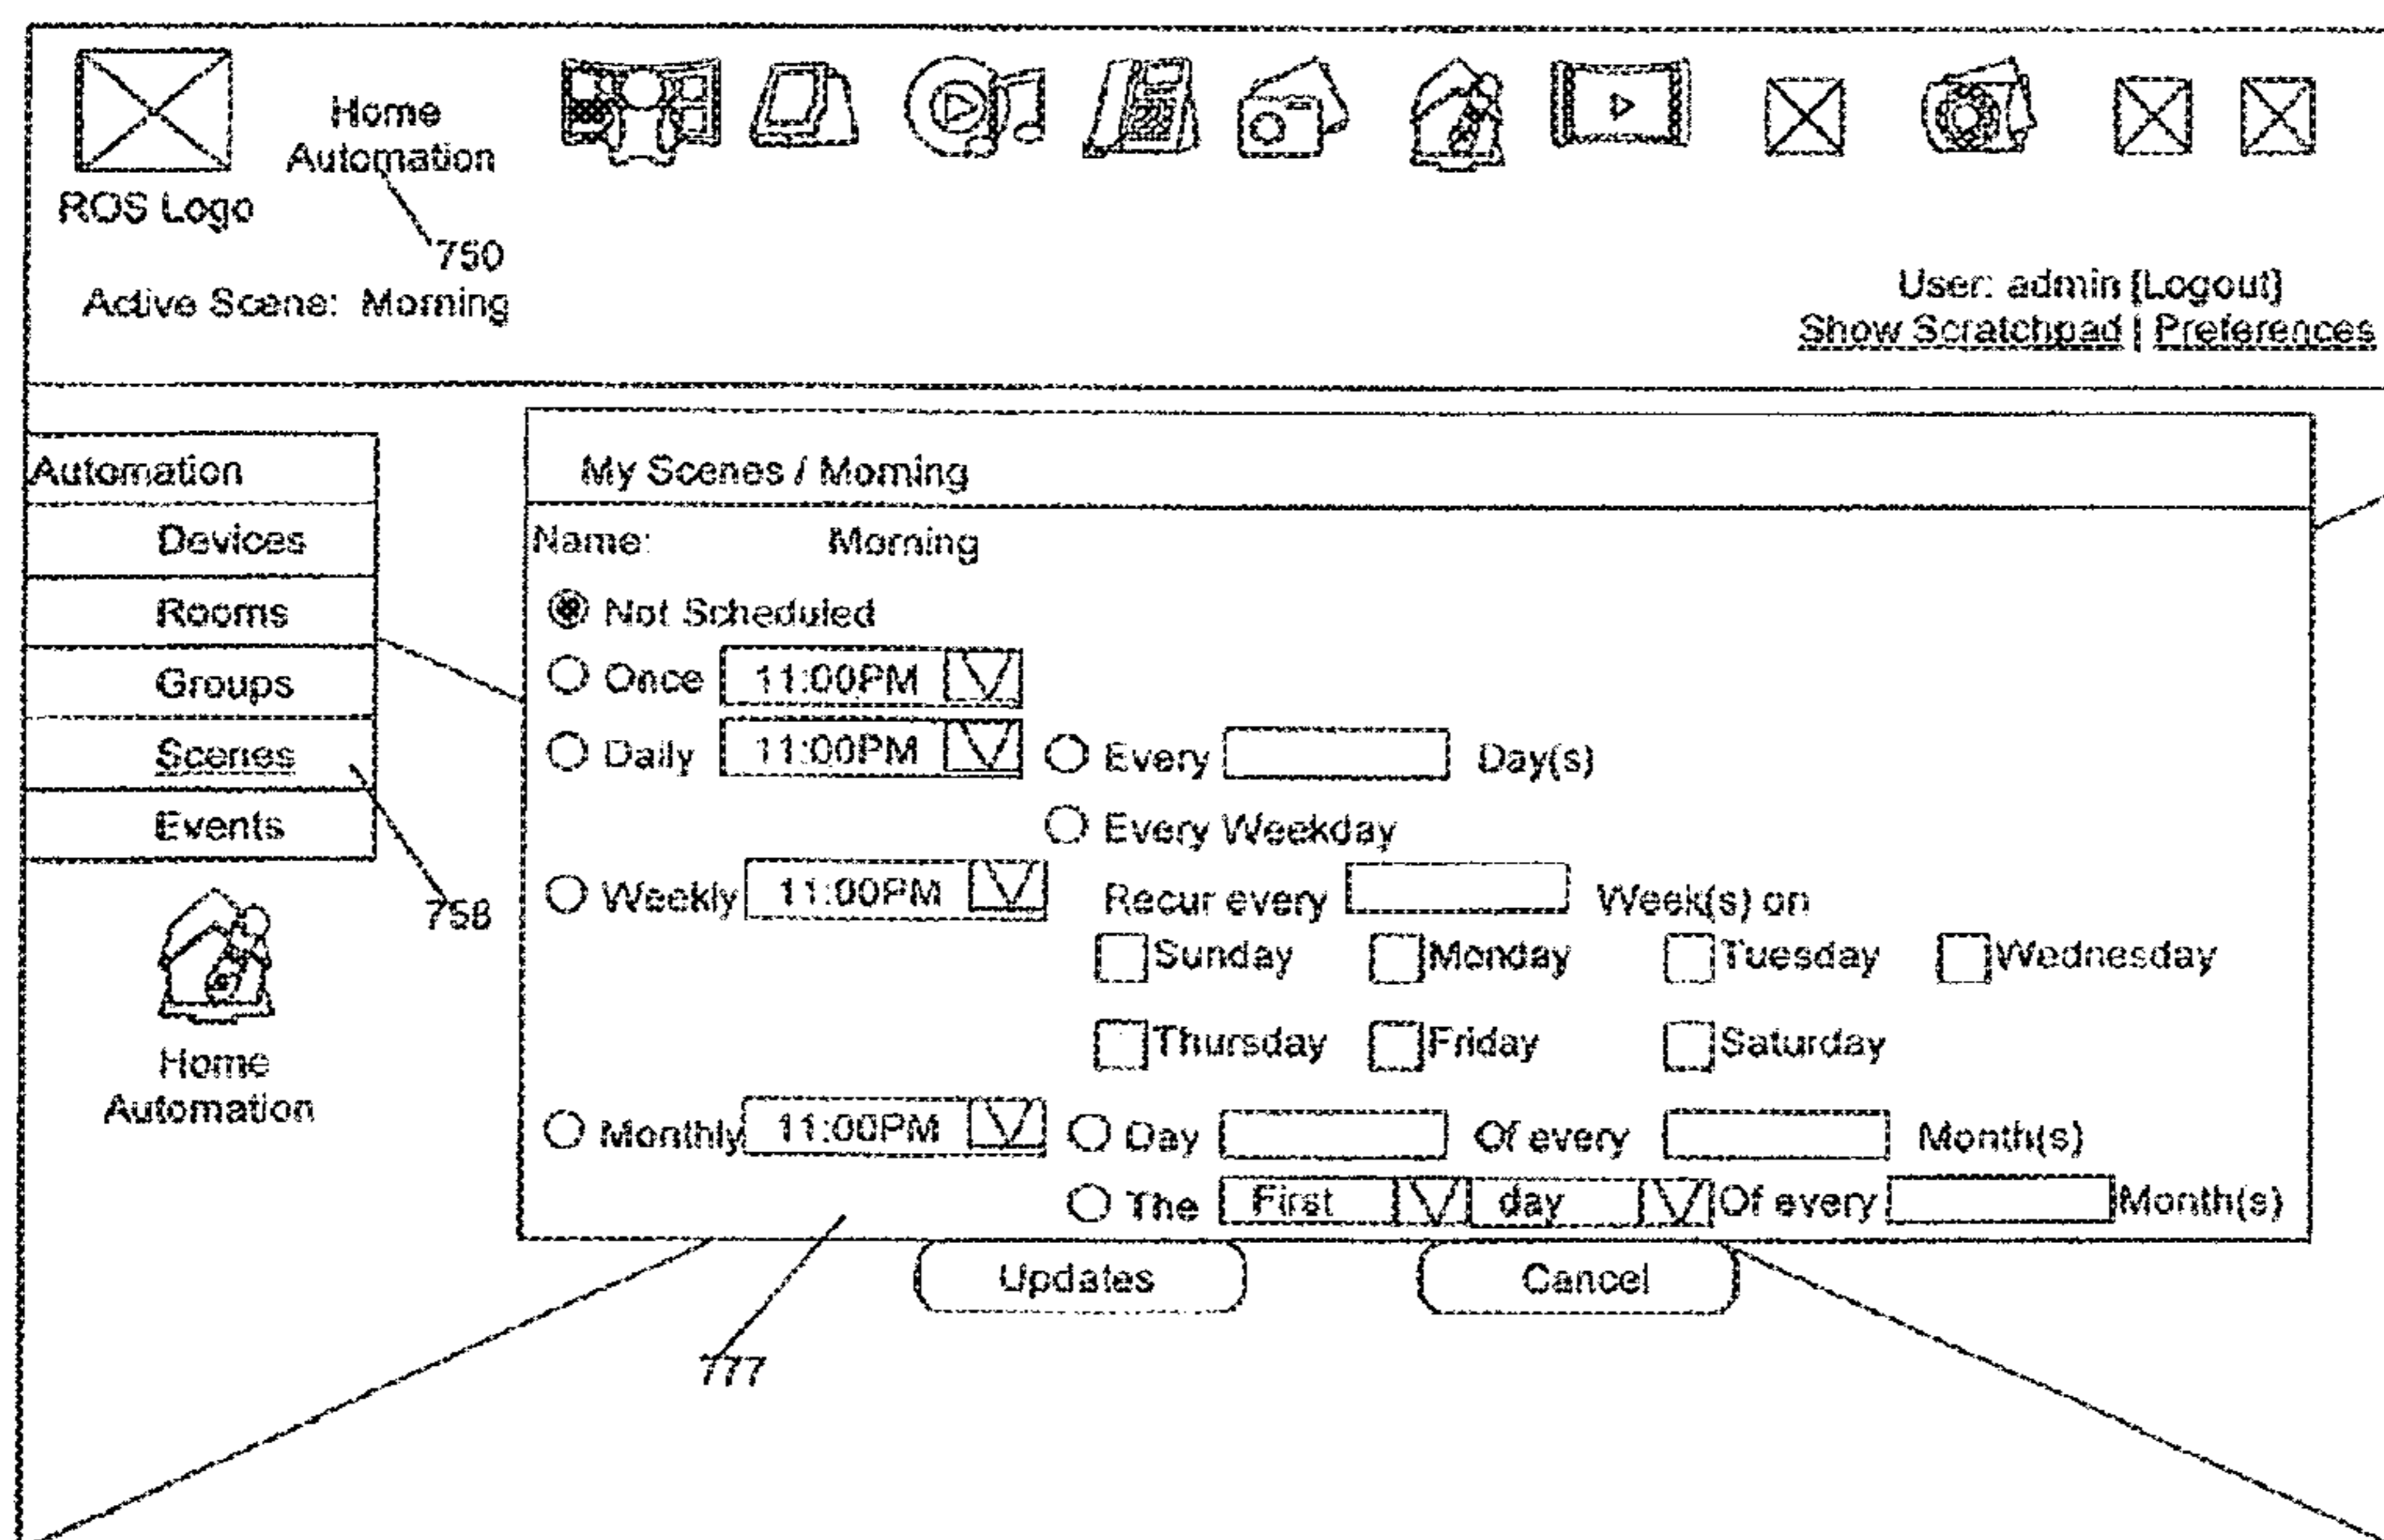 Home
Automation
ROS Logo
750
Active Scene: Morning
User: admin [Logout]
Show Scratchpad | Preferences
Automation
Devices
Rooms
Groups
Scenes
Events
758
Home
Automation
My Scenes / Morning
Name: Morning
Not Scheduled
Once 11:00PM
Daily 11:00PM Every Day(s)
Every Weekday
Weekly 11:00PM Recur every Week(s) on
Sunday Monday Tuesday Wednesday
Thursday Friday Saturday
Monthly 11:00PM Day Of every Month(s)
The First day Of every Month(s)
Updates Cancel
777